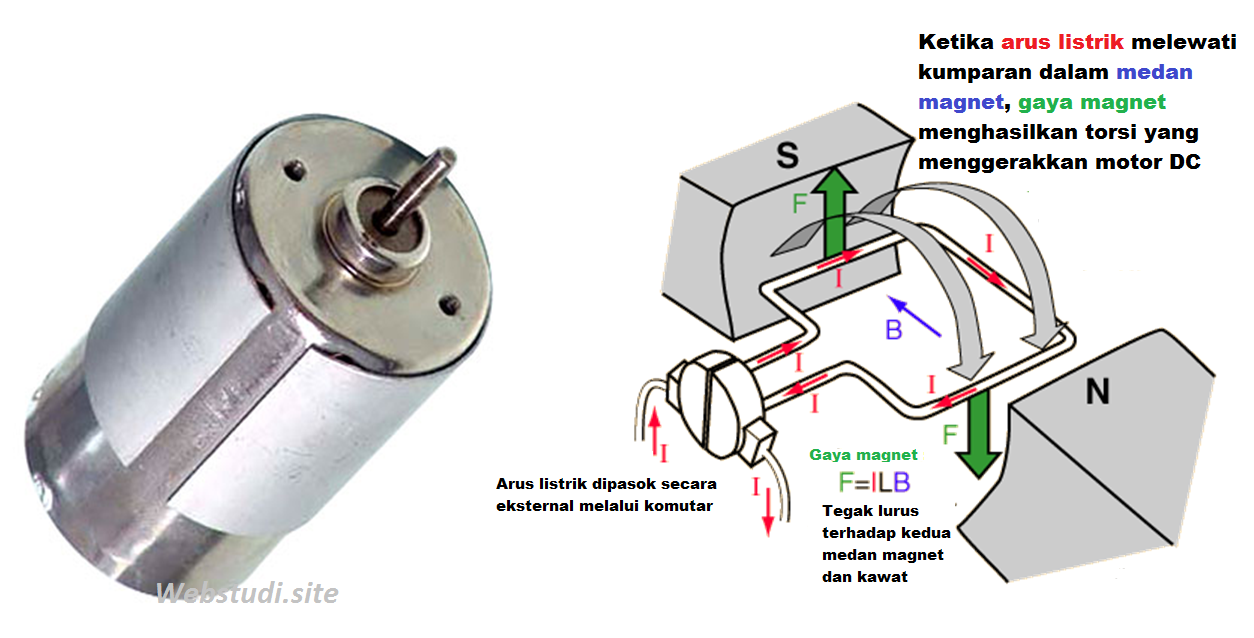 Ketika arus listrik melewati
kumparan dalam medan
magnet, gaya magnet
menghasilkan torsi yang
menggerakkan motor DC
S
F
I
I
B
I
I
I
N
F
I
I
Arus listrik dipasok secara
eksternal melalui komutar
Gaya magnet
F=ILB
Tegak lurus
terhadap kedua
medan magnet
dan kawat
Webstudi.site